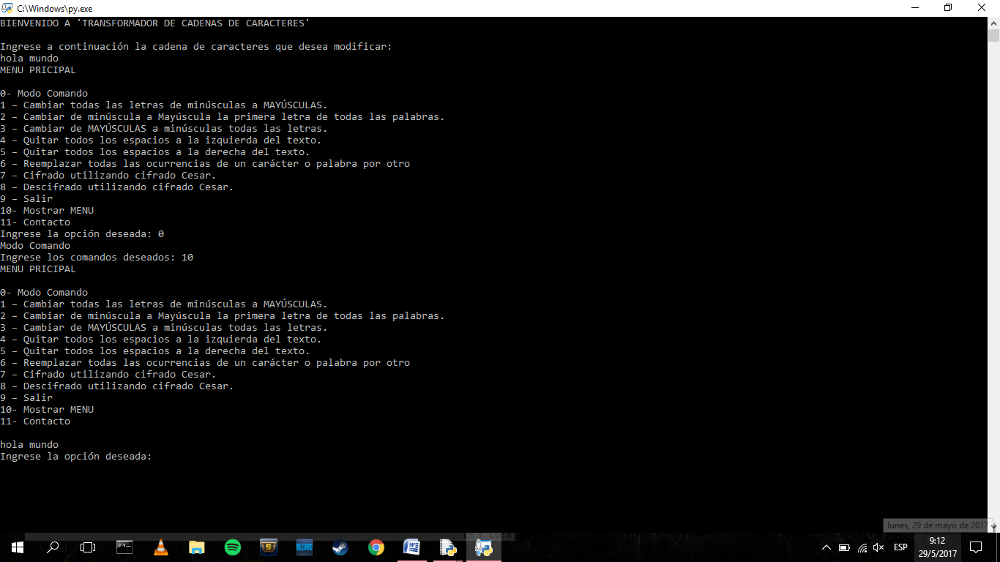 C:\Windows\py.exe
BIENVENIDO A 'TRANSFORMADOR DE CADENAS DE CARACTERES'
Ingrese a continuación la cadena de caracteres que desea modificar:
hola mundo
MENU PRICIPAL
0- Modo Comando
1 – Cambiar todas las letras de minúsculas a MAYÚSCULAS.
2 – Cambiar de minúscula a Mayúscula la primera letra de todas las palabras.
3 – Cambiar de MAYÚSCULAS a minúsculas todas las letras.
4 – Quitar todos los espacios a la izquierda del texto.
5 – Quitar todos los espacios a la derecha del texto.
6 – Reemplazar todas las ocurrencias de un carácter o palabra por otro
7 – Cifrado utilizando cifrado Cesar.
8 – Descifrado utilizando cifrado Cesar.
9 – Salir
10- Mostrar MENU
11- Contacto
Ingrese la opción deseada: 0
Modo Comando
Ingrese los comandos deseados: 10
MENU PRICIPAL
0- Modo Comando
1 – Cambiar todas las letras de minúsculas a MAYÚSCULAS.
2 – Cambiar de minúscula a Mayúscula la primera letra de todas las palabras.
3 – Cambiar de MAYÚSCULAS a minúsculas todas las letras.
4 – Quitar todos los espacios a la izquierda del texto.
5 – Quitar todos los espacios a la derecha del texto.
6 – Reemplazar todas las ocurrencias de un carácter o palabra por otro
7 – Cifrado utilizando cifrado Cesar.
8 – Descifrado utilizando cifrado Cesar.
9 – Salir
10- Mostrar MENU
11- Contacto
hola mundo
Ingrese la opción deseada:
lunes, 29 de mayo de 2017
Ln: 3 Col: 4
ESP
9:12
29/5/2017